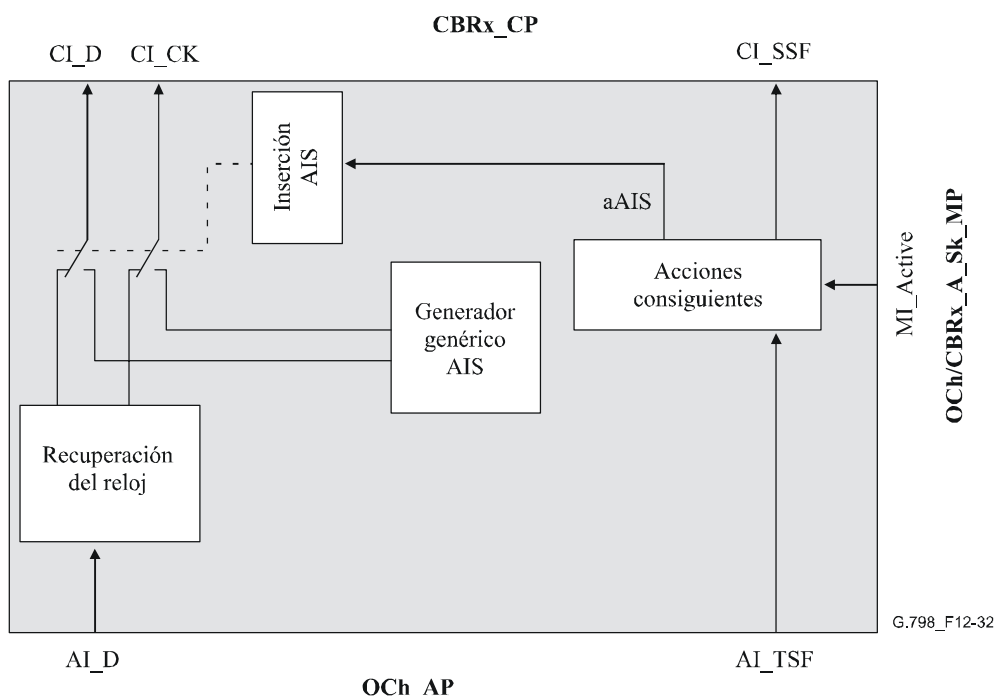 CBRx_CP
CI_D
CI_CK
CI_SSF
Inserción
AIS
aAIS
Acciones
consiguientes
MI_Active
OCh/CBRx_A_Sk_MP
Generador
genérico
AIS
Recuperación
del reloj
G.798_F12-32
AI_D
AI_TSF
OCh_AP